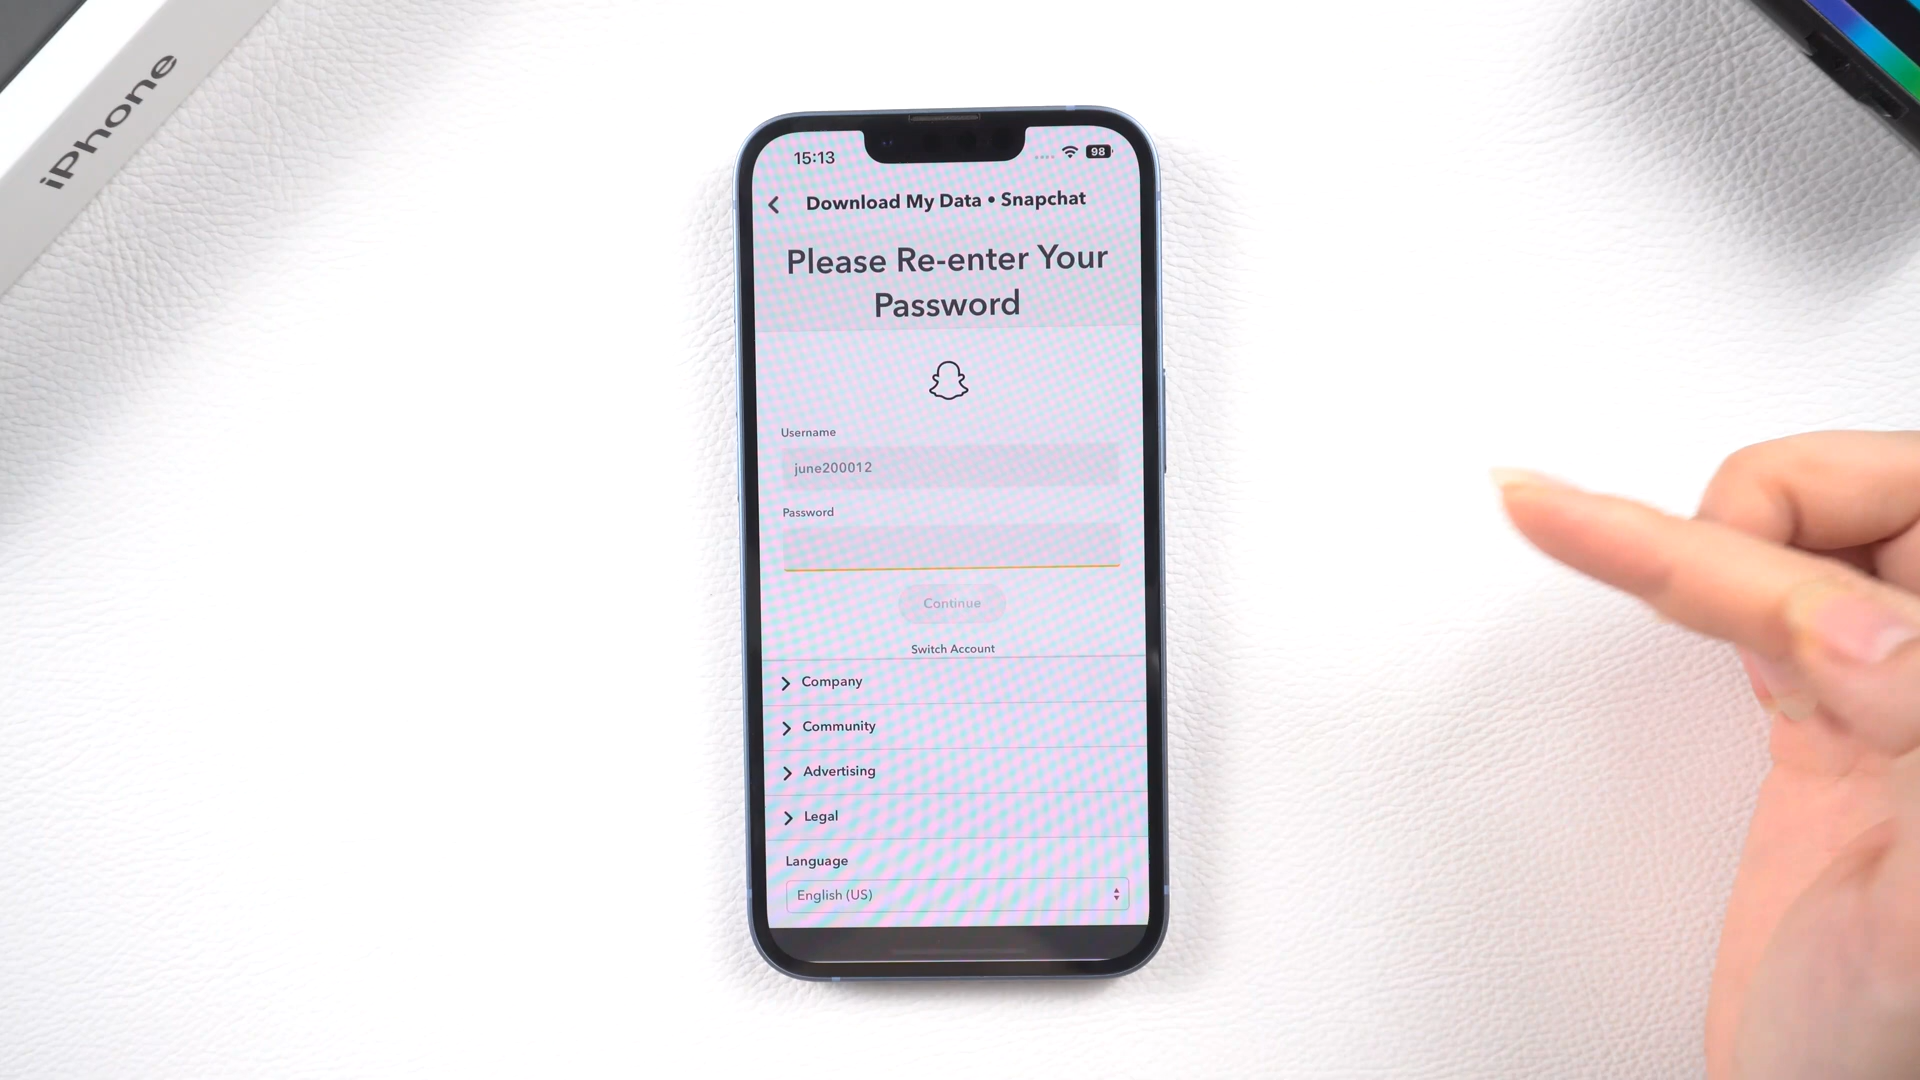 iPhone
15:13
98
Download My Data • Snapchat
Please Re-enter Your
Password
Username
june200012
Password
Continue
Switch Account
Company
Community
Advertising
Legal
Language
English (US)